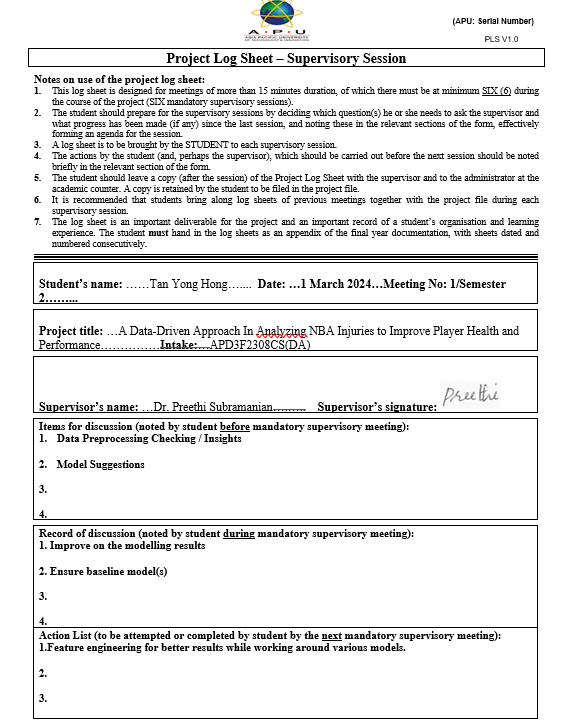 A·P·U
ASIA PACIFIC UNIVERSITY
OF TECHNOLOGY & INNOVATION
(APU: Serial Number)
PLS V1.0
Project Log Sheet – Supervisory Session
Notes on use of the project log sheet:
1. This log sheet is designed for meetings of more than 15 minutes duration, of which there must be at minimum SIX (6) during
the course of the project (SIX mandatory supervisory sessions).
2. The student should prepare for the supervisory sessions by deciding which question(s) he or she needs to ask the supervisor and
what progress has been made (if any) since the last session, and noting these in the relevant sections of the form, effectively
forming an agenda for the session.
3. A log sheet is to be brought by the STUDENT to each supervisory session.
4. The actions by the student (and, perhaps the supervisor), which should be carried out before the next session should be noted
briefly in the relevant section of the form.
5. The student should leave a copy (after the session) of the Project Log Sheet with the supervisor and to the administrator at the
academic counter. A copy is retained by the student to be filed in the project file.
6. It is recommended that students bring along log sheets of previous meetings together with the project file during each
supervisory session.
7. The log sheet is an important deliverable for the project and an important record of a student's organisation and learning
experience. The student must hand in the log sheets as an appendix of the final year documentation, with sheets dated and
numbered consecutively.
Student's name: ……Tan Yong Hong….... Date: …1 March 2024…Meeting No: 1/Semester
2……...
Project title: …A Data-Driven Approach In Analyzing NBA Injuries to Improve Player Health and
Performance……………Intake:…APD3F2308CS(DA)
Supervisor's name: …Dr. Preethi Subramanian……... Supervisor's signature: Preethi
Items for discussion (noted by student before mandatory supervisory meeting):
1. Data Preprocessing Checking / Insights
2. Model Suggestions
3.
4.
Record of discussion (noted by student during mandatory supervisory meeting):
1. Improve on the modelling results
2. Ensure baseline model(s)
3.
4.
Action List (to be attempted or completed by student by the next mandatory supervisory meeting):
1.Feature engineering for better results while working around various models.
2.
3.